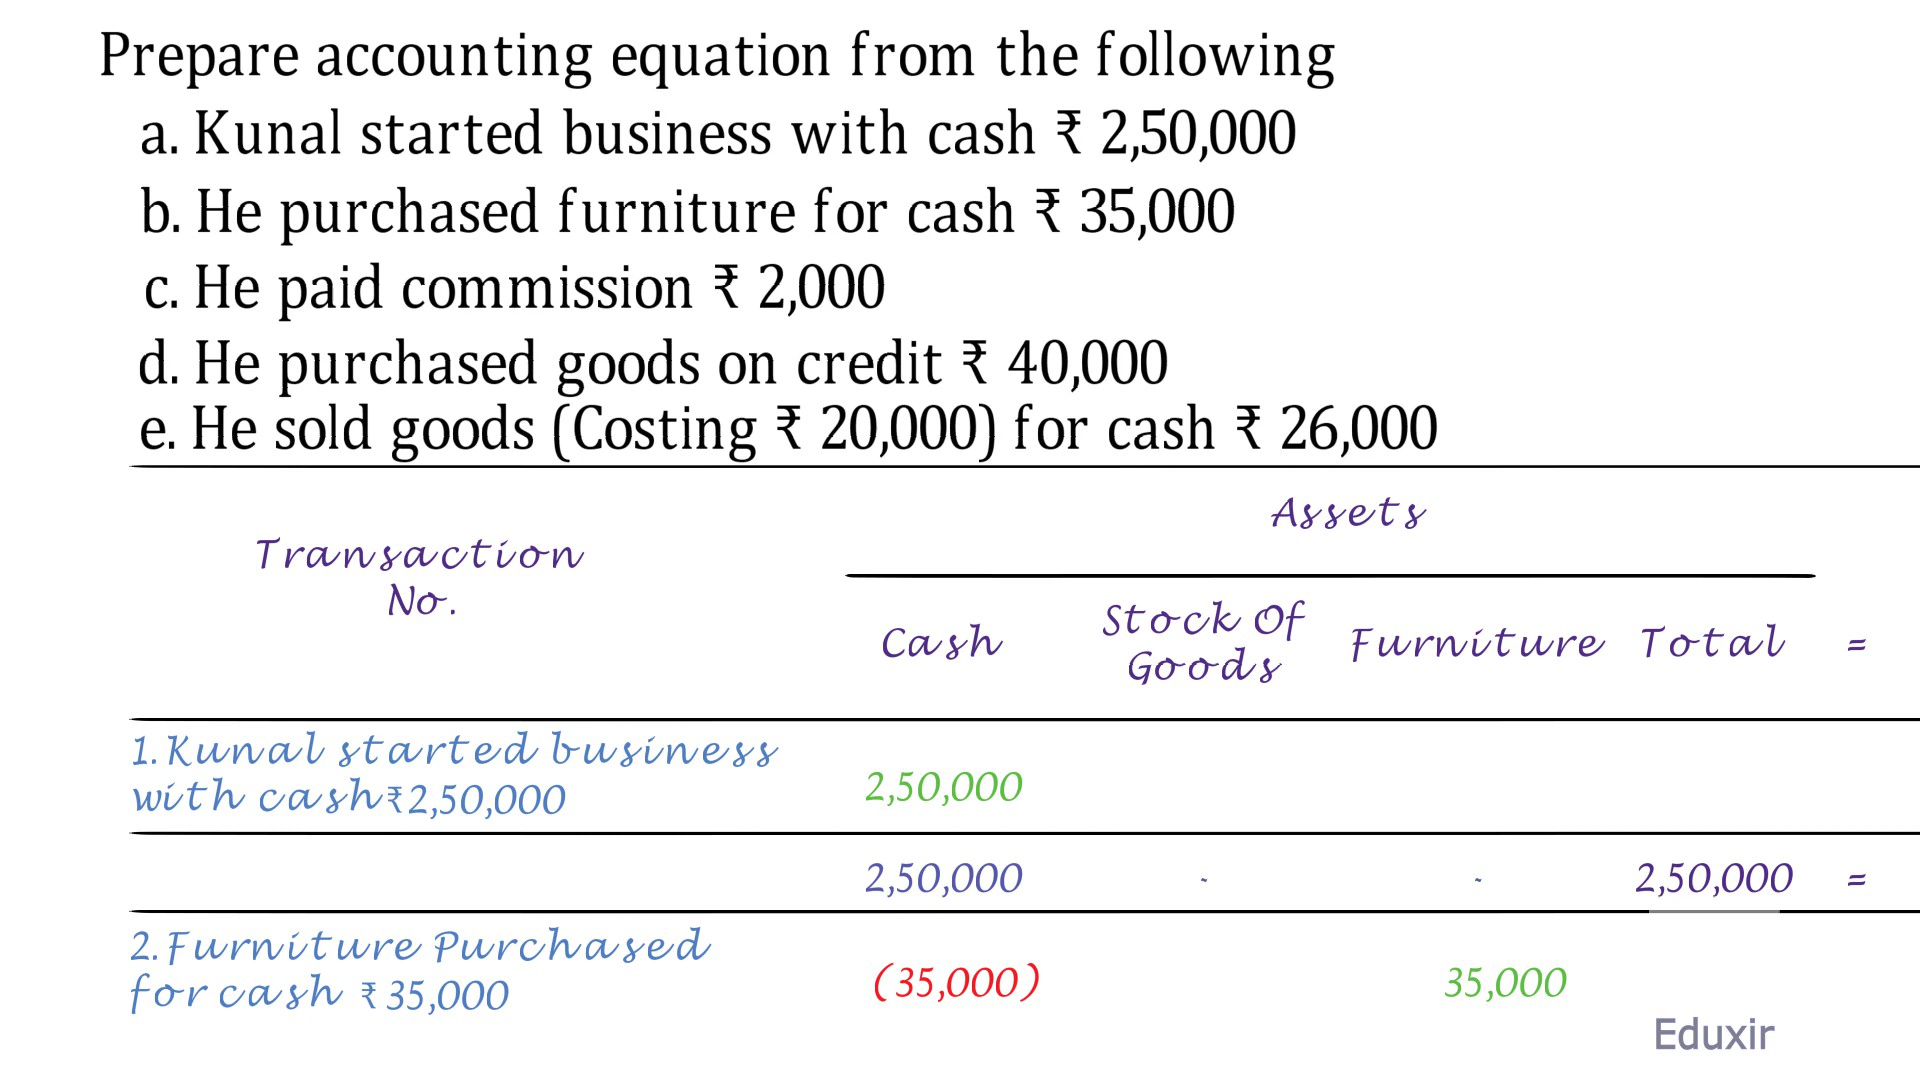 Prepare accounting equation from the following
a. Kunal started business with cash ₹ 2,50,000
b. He purchased furniture for cash ₹ 35,000
c. He paid commission ₹ 2,000
d. He purchased goods on credit ₹ 40,000
e. He sold goods (Costing ₹ 20,000) for cash ₹ 26,000
Assets
Transaction
No.
Cash Stock Of Goods Furniture Total =
1. Kunal started business
with cash ₹2,50,000 2,50,000
2,50,000 - - 2,50,000 =
2. Furniture Purchased
for cash ₹ 35,000 (35,000) 35,000
Eduxir